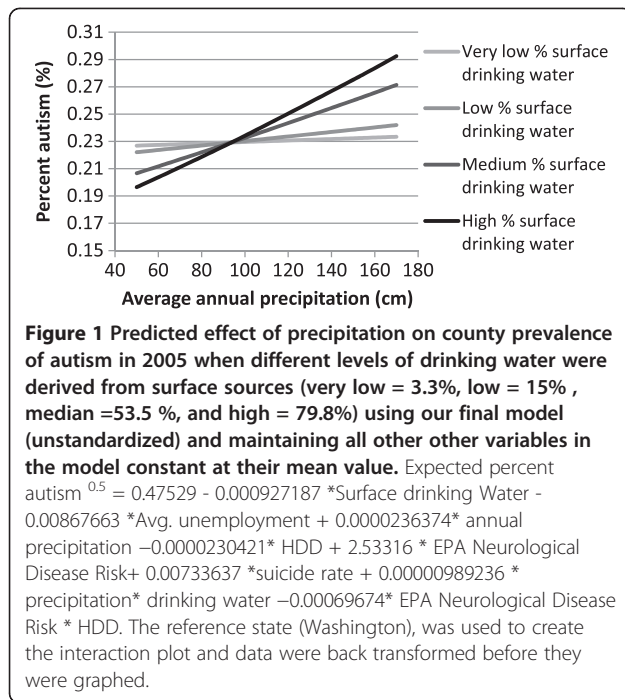 0.31
0.29
0.27
0.25
0.23
0.21
0.19
0.17
0.15
Percent autism (%)
40 60 80 100 120 140 160 180
Average annual precipitation (cm)
Very low % surface
drinking water
Low % surface
drinking water
Medium % surface
drinking water
High % surface
drinking water
Figure 1 Predicted effect of precipitation on county prevalence
of autism in 2005 when different levels of drinking water were
derived from surface sources (very low = 3.3%, low = 15% ,
median =53.5 %, and high = 79.8%) using our final model
(unstandardized) and maintaining all other other variables in
the model constant at their mean value. Expected percent
autism 0.5 = 0.47529 - 0.000927187 *Surface drinking Water -
0.00867663 *Avg. unemployment + 0.0000236374* annual
precipitation −0.0000230421* HDD + 2.53316 * EPA Neurological
Disease Risk+ 0.00733637 *suicide rate + 0.00000989236 *
precipitation* drinking water −0.00069674* EPA Neurological Disease
Risk * HDD. The reference state (Washington), was used to create
the interaction plot and data were back transformed before they
were graphed.